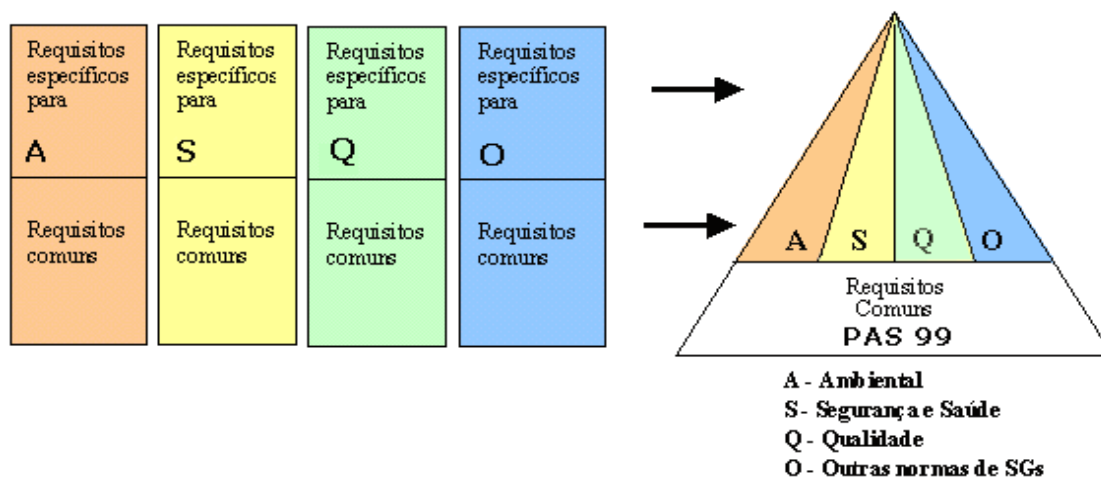 Requisitos
específicos
para
A
Requisitos
específicos
para
S
Requisitos
específicos
para
Q
Requisitos
específicos
para
O
Requisitos
comuns
Requisitos
comuns
Requisitos
comuns
Requisitos
comuns
A S Q O
Requisitos
Comuns
PAS 99
A - Ambiental
S - Segurança e Saúde
Q - Qualidade
O - Outras normas de SGs